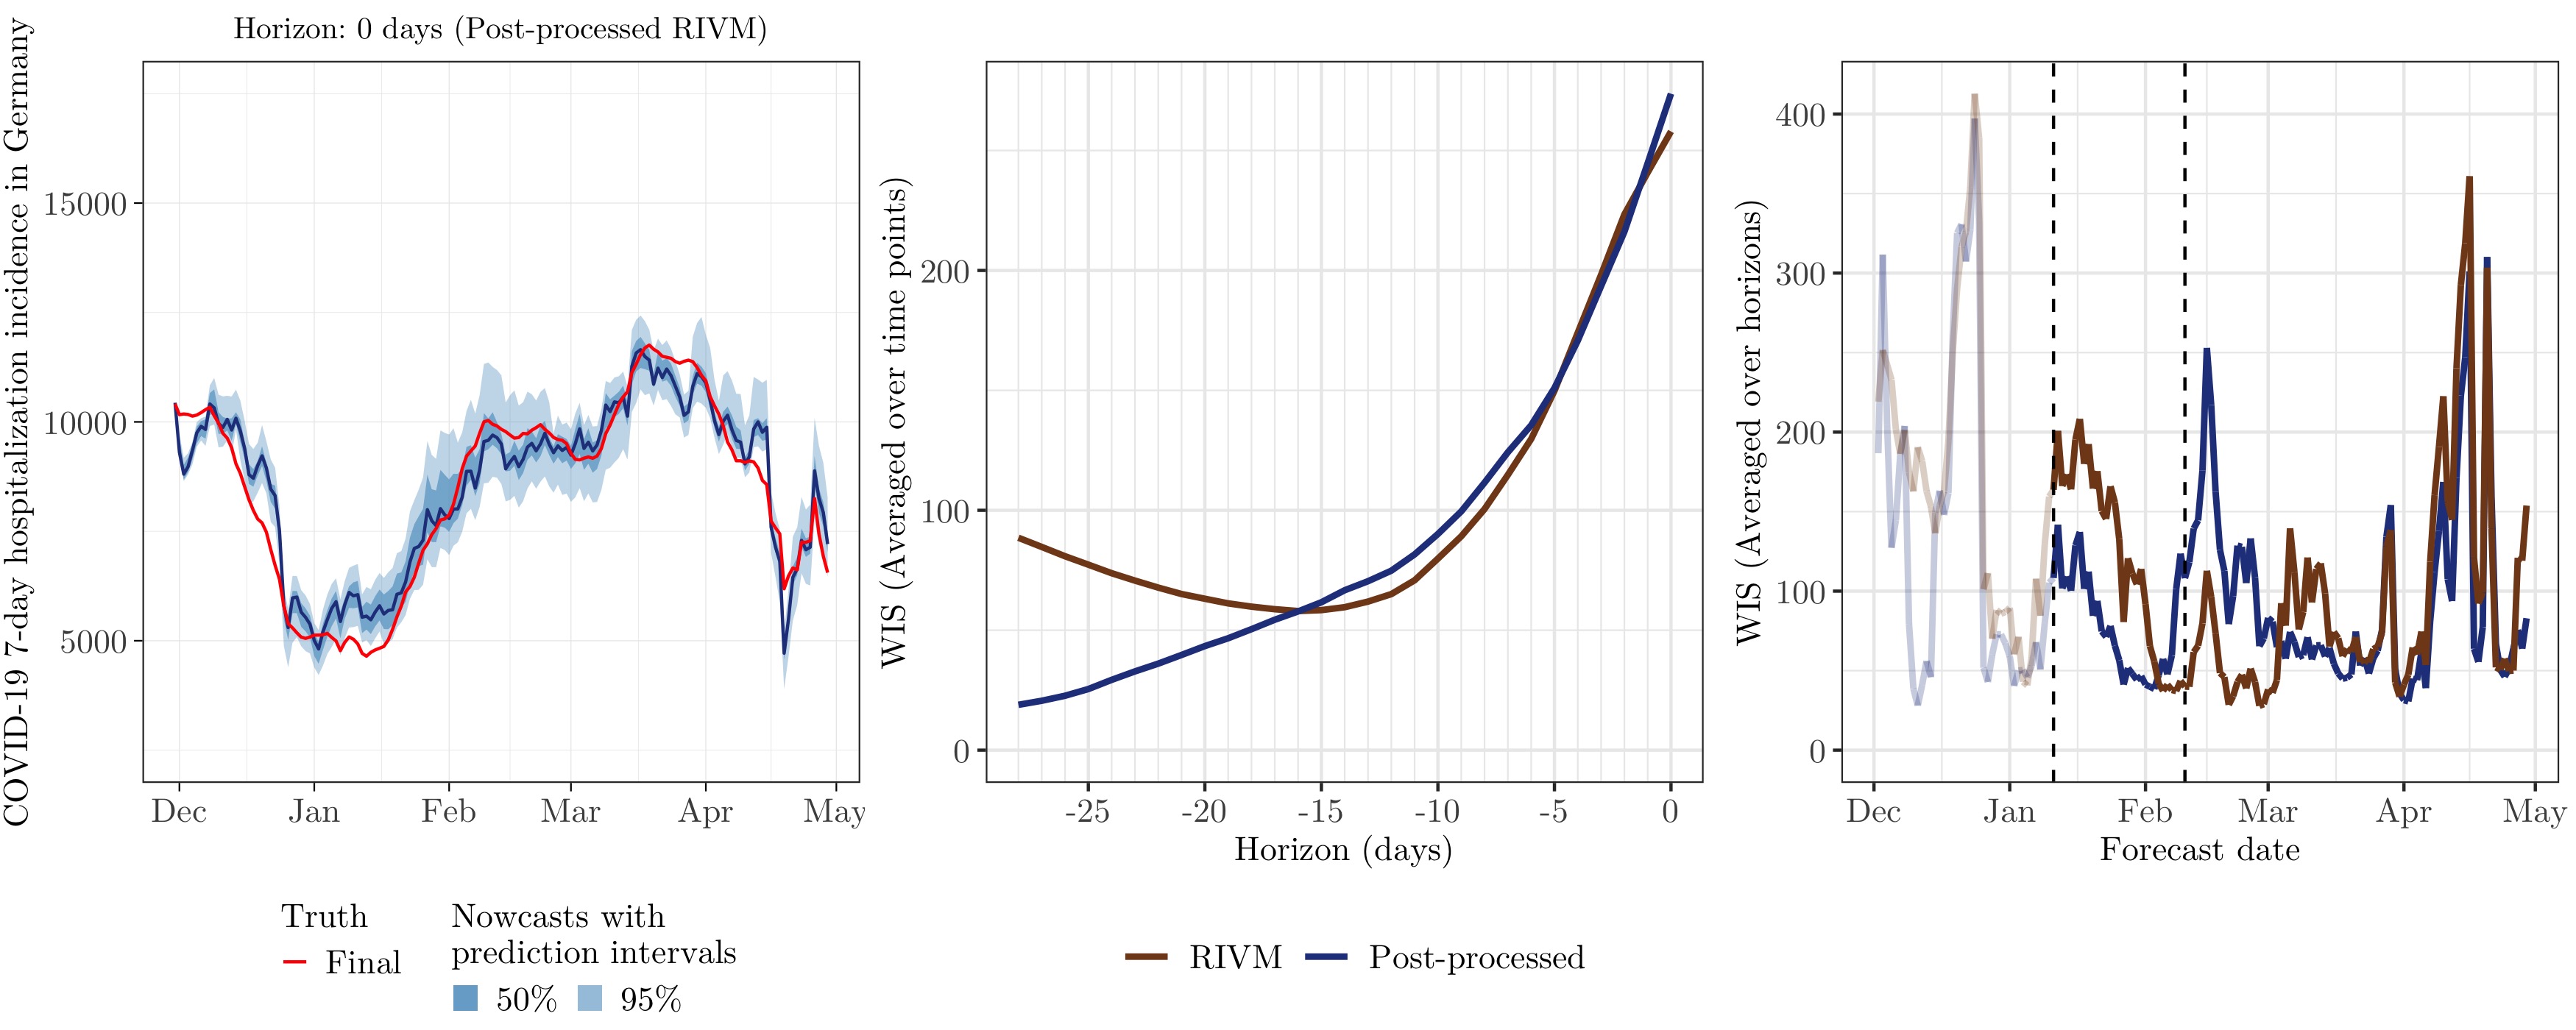 Horizon: 0 days (Post-processed RIVM)
COVID-19 7-day hospitalization incidence in Germany
15000
10000
5000
Dec Jan Feb Mar Apr May
Truth
Final
Nowcasts with
prediction intervals
50% 95%
WIS (Averaged over time points)
200
100
0
-25 -20 -15 -10 -5 0
Horizon (days)
RIVM Post-processed
WIS (Averaged over horizons)
400
300
200
100
0
Dec Jan Feb Mar Apr May
Forecast date